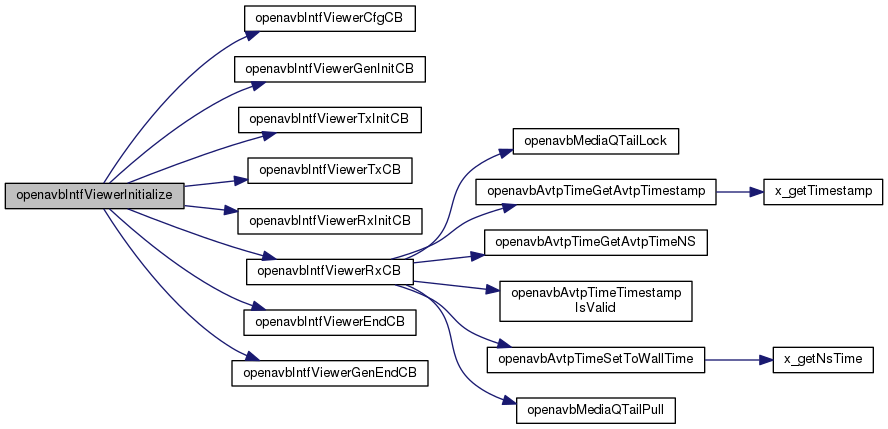 openavbIntfViewerInitialize
openavbIntfViewerCfgCB
openavbIntfViewerGenInitCB
openavbIntfViewerTxInitCB
openavbIntfViewerTxCB
openavbIntfViewerRxInitCB
openavbIntfViewerRxCB
openavbIntfViewerEndCB
openavbIntfViewerGenEndCB
openavbMediaQTailLock
openavbAvtpTimeGetAvtpTimestamp
openavbAvtpTimeGetAvtpTimeNS
openavbAvtpTimeTimestamp
IsValid
openavbAvtpTimeSetToWallTime
openavbMediaQTailPull
x_getTimestamp
x_getNsTime